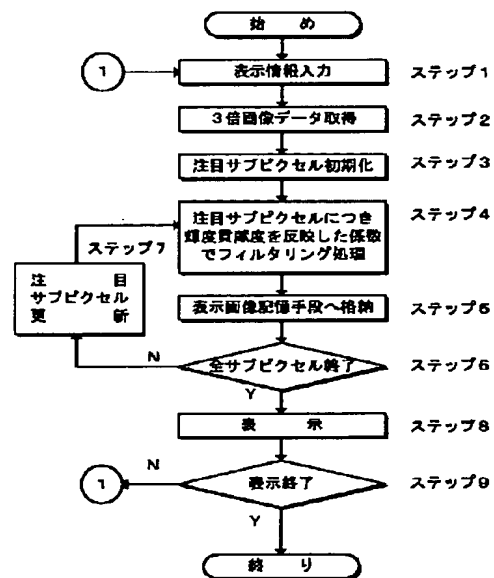 始 め
1
表示情報入力
ステップ1
3倍画像データ取得
ステップ2
注目サブピクセル初期化
ステップ3
注目サブピクセルにつき
輝度貢献度を反映した係数
でフィルタリング処理
ステップ4
ステップ7
注 目
サブピクセル
更 新
表示画像記憶手段へ格納
ステップ5
N
全サブピクセル終了
ステップ6
Y
表 示
ステップ8
N
1
表示終了
ステップ9
Y
終 り